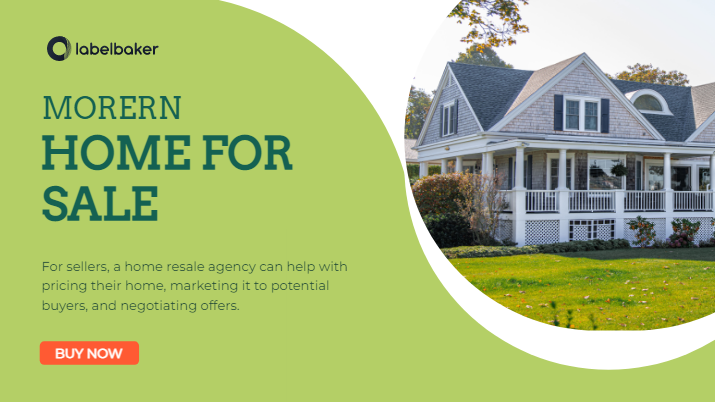 labelbaker
MORERN
HOME FOR
SALE
For sellers, a home resale agency can help with
pricing their home, marketing it to potential
buyers, and negotiating offers.
BUY NOW